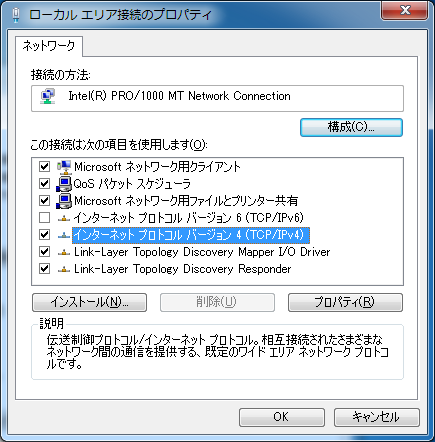 ローカル エリア接続のプロパティ
ネットワーク
接続の方法:
Intel(R) PRO/1000 MT Network Connection
構成(C)...
この接続は次の項目を使用します(O):
Microsoft ネットワーク用クライアント
QoS パケット スケジューラ
Microsoft ネットワーク用ファイルとプリンター共有
インターネット プロトコル バージョン 6 (TCP/IPv6)
インターネット プロトコル バージョン 4 (TCP/IPv4)
Link-Layer Topology Discovery Mapper I/O Driver
Link-Layer Topology Discovery Responder
インストール(N)...
削除(U)
プロパティ(R)
説明
伝送制御プロトコル/インターネット プロトコル。相互接続されたさまざまな
ネットワーク間の通信を提供する、既定のワイド エリア ネットワーク プロトコ
ルです。
OK
キャンセル